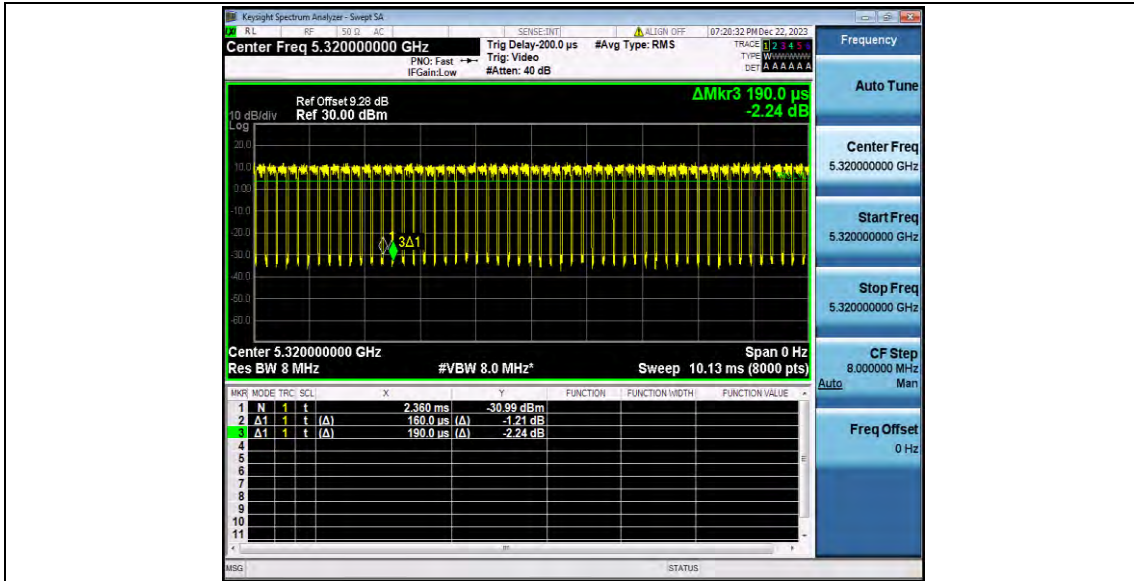 Keysight Spectrum Analyzer - Swept SA
RL RF 50 Ω AC SENSE:INT ALIGN OFF 07:20:32 PM Dec 22, 2023
Center Freq 5.320000000 GHz
PNO: Fast
IFGain:Low
Trig Delay-200.0 µs
Trig: Video
#Atten: 40 dB
#Avg Type: RMS
TRACE 1 2 3 4 5 6
TYPE W
DET A A A A A A
ΔMkr3 190.0 µs
-2.24 dB
Ref Offset 9.28 dB
10 dB/div Ref 30.00 dBm
Log
20.0
10.0
0.00
-10.0
-20.0
-30.0
-40.0
-50.0
-60.0
1
3Δ1
Center 5.320000000 GHz Span 0 Hz
Res BW 8 MHz #VBW 8.0 MHz* Sweep 10.13 ms (8000 pts)
MKR MODE TRC SCL X Y FUNCTION FUNCTION WIDTH FUNCTION VALUE
1 N 1 t 2.360 ms -30.99 dBm
2 Δ1 1 t (Δ) 160.0 µs (Δ) -1.21 dB
3 Δ1 1 t (Δ) 190.0 µs (Δ) -2.24 dB
4
5
6
7
8
9
10
11
MSG STATUS
Frequency
Auto Tune
Center Freq
5.320000000 GHz
Start Freq
5.320000000 GHz
Stop Freq
5.320000000 GHz
CF Step
8.000000 MHz
Auto Man
Freq Offset
0 Hz